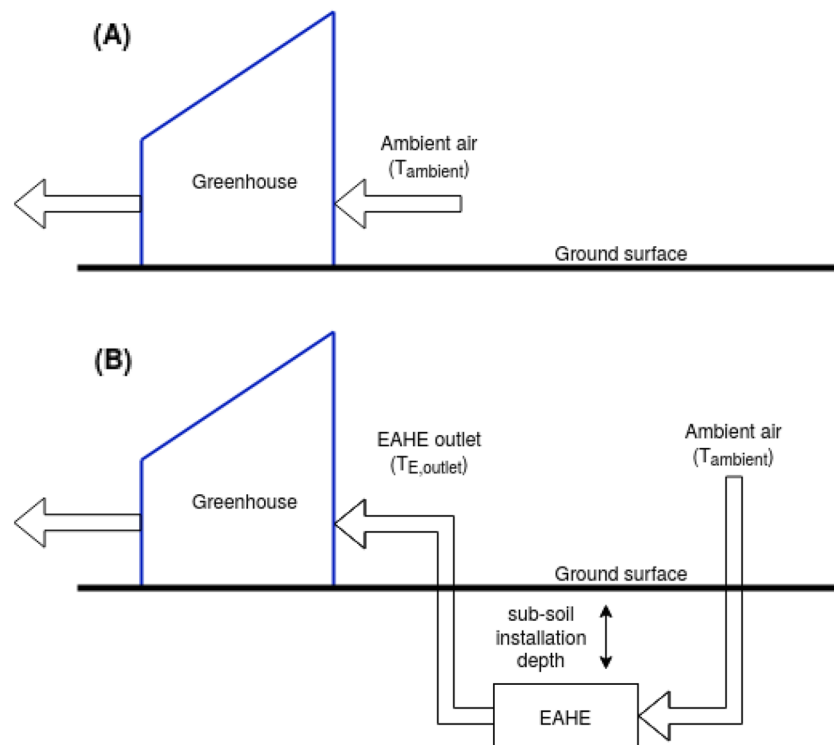 (A)
Ambient air
(Tambient)
Greenhouse
Ground surface
(B)
EAHE outlet
(TE,outlet)
Ambient air
(Tambient)
Greenhouse
Ground surface
sub-soil
installation
depth
EAHE